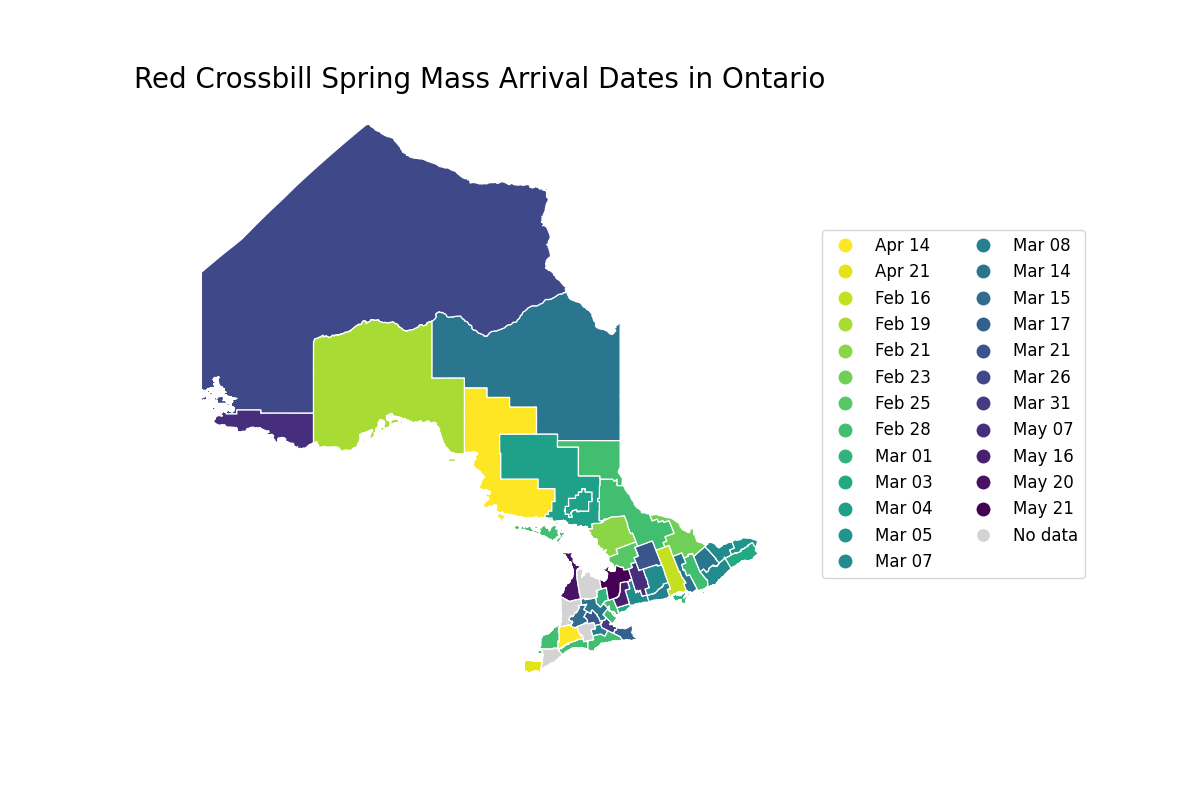 Red Crossbill Spring Mass Arrival Dates in Ontario
Apr 14
Apr 21
Feb 16
Feb 19
Feb 21
Feb 23
Feb 25
Feb 28
Mar 01
Mar 03
Mar 04
Mar 05
Mar 07
Mar 08
Mar 14
Mar 15
Mar 17
Mar 21
Mar 26
Mar 31
May 07
May 16
May 20
May 21
No data